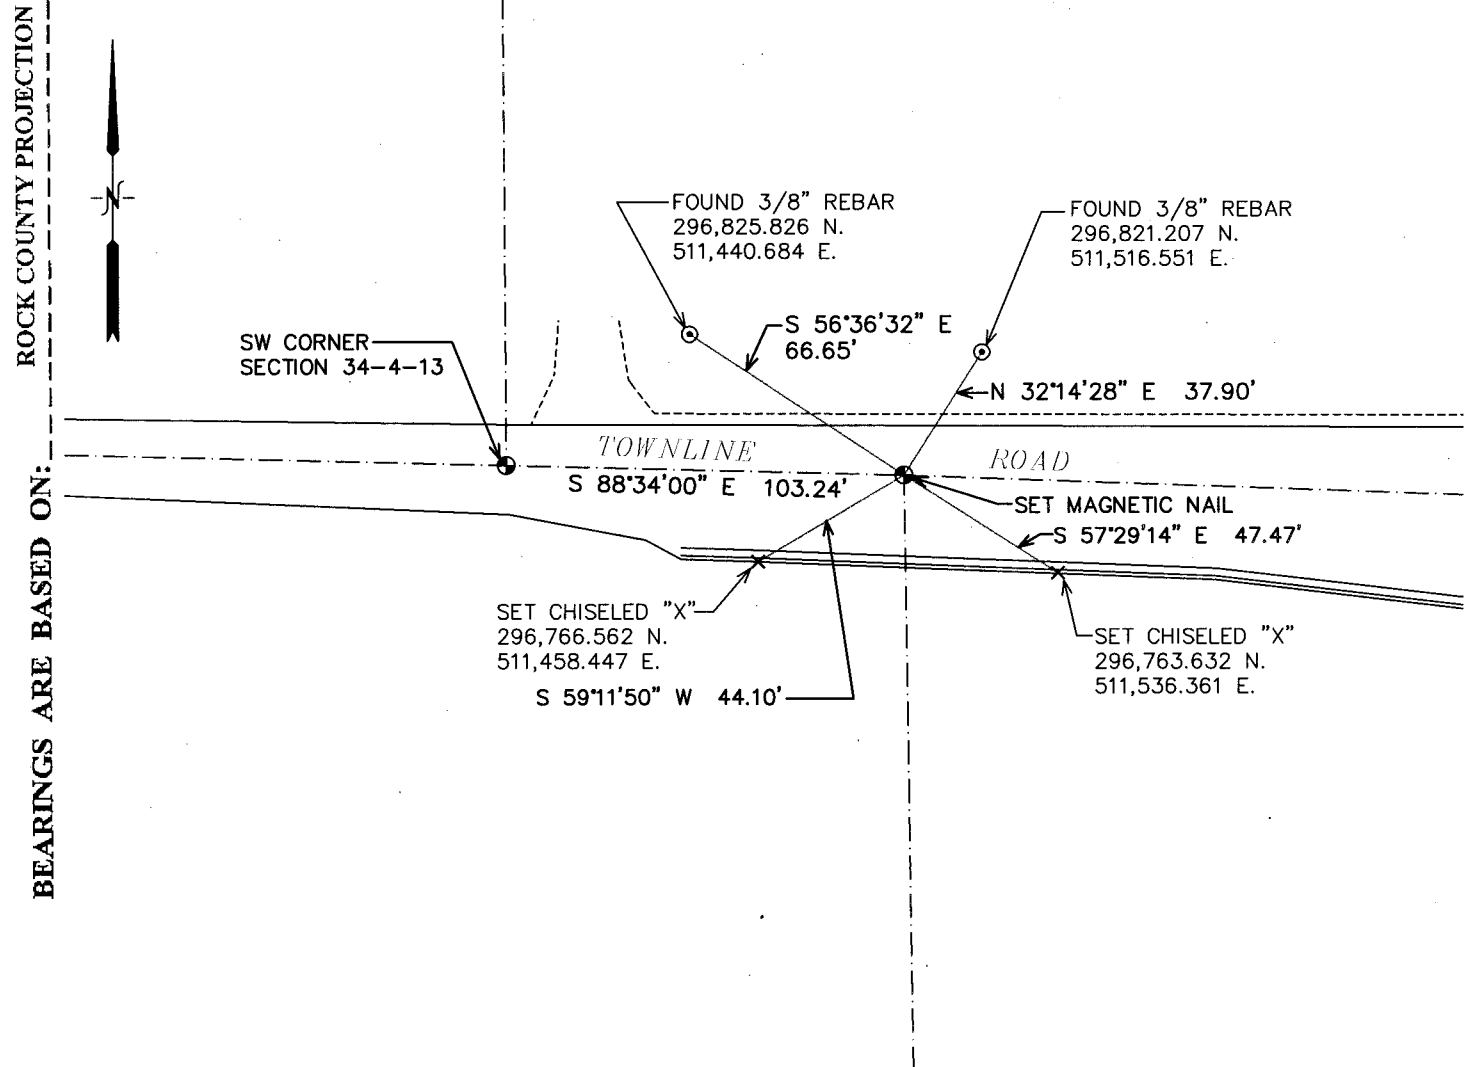 ROCK COUNTY PROJECTION
BEARINGS ARE BASED ON:
N
FOUND 3/8" REBAR
296,825.826 N.
511,440.684 E.
FOUND 3/8" REBAR
296,821.207 N.
511,516.551 E.
S 56°36'32" E
66.65'
SW CORNER
SECTION 34-4-13
N 32°14'28" E 37.90'
TOWNLINE ROAD
S 88°34'00" E 103.24'
SET MAGNETIC NAIL
S 57°29'14" E 47.47'
SET CHISELED "X"
296,766.562 N.
511,458.447 E.
SET CHISELED "X"
296,763.632 N.
511,536.361 E.
S 59°11'50" W 44.10'